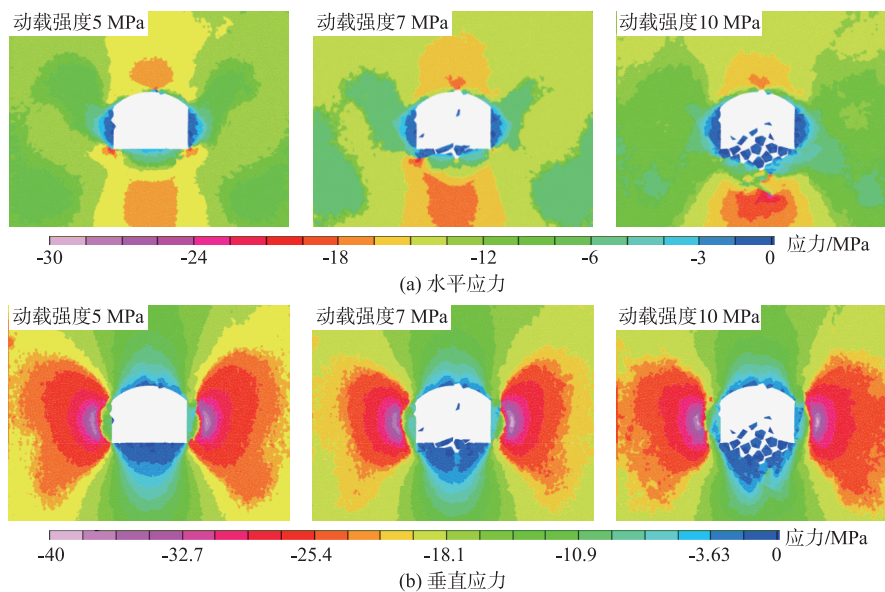 动载强度5 MPa 动载强度7 MPa 动载强度10 MPa
-30 -24 -18 -12 -6 -3 0 应力/MPa
(a) 水平应力
动载强度5 MPa 动载强度7 MPa 动载强度10 MPa
-40 -32.7 -25.4 -18.1 -10.9 -3.63 0 应力/MPa
(b) 垂直应力